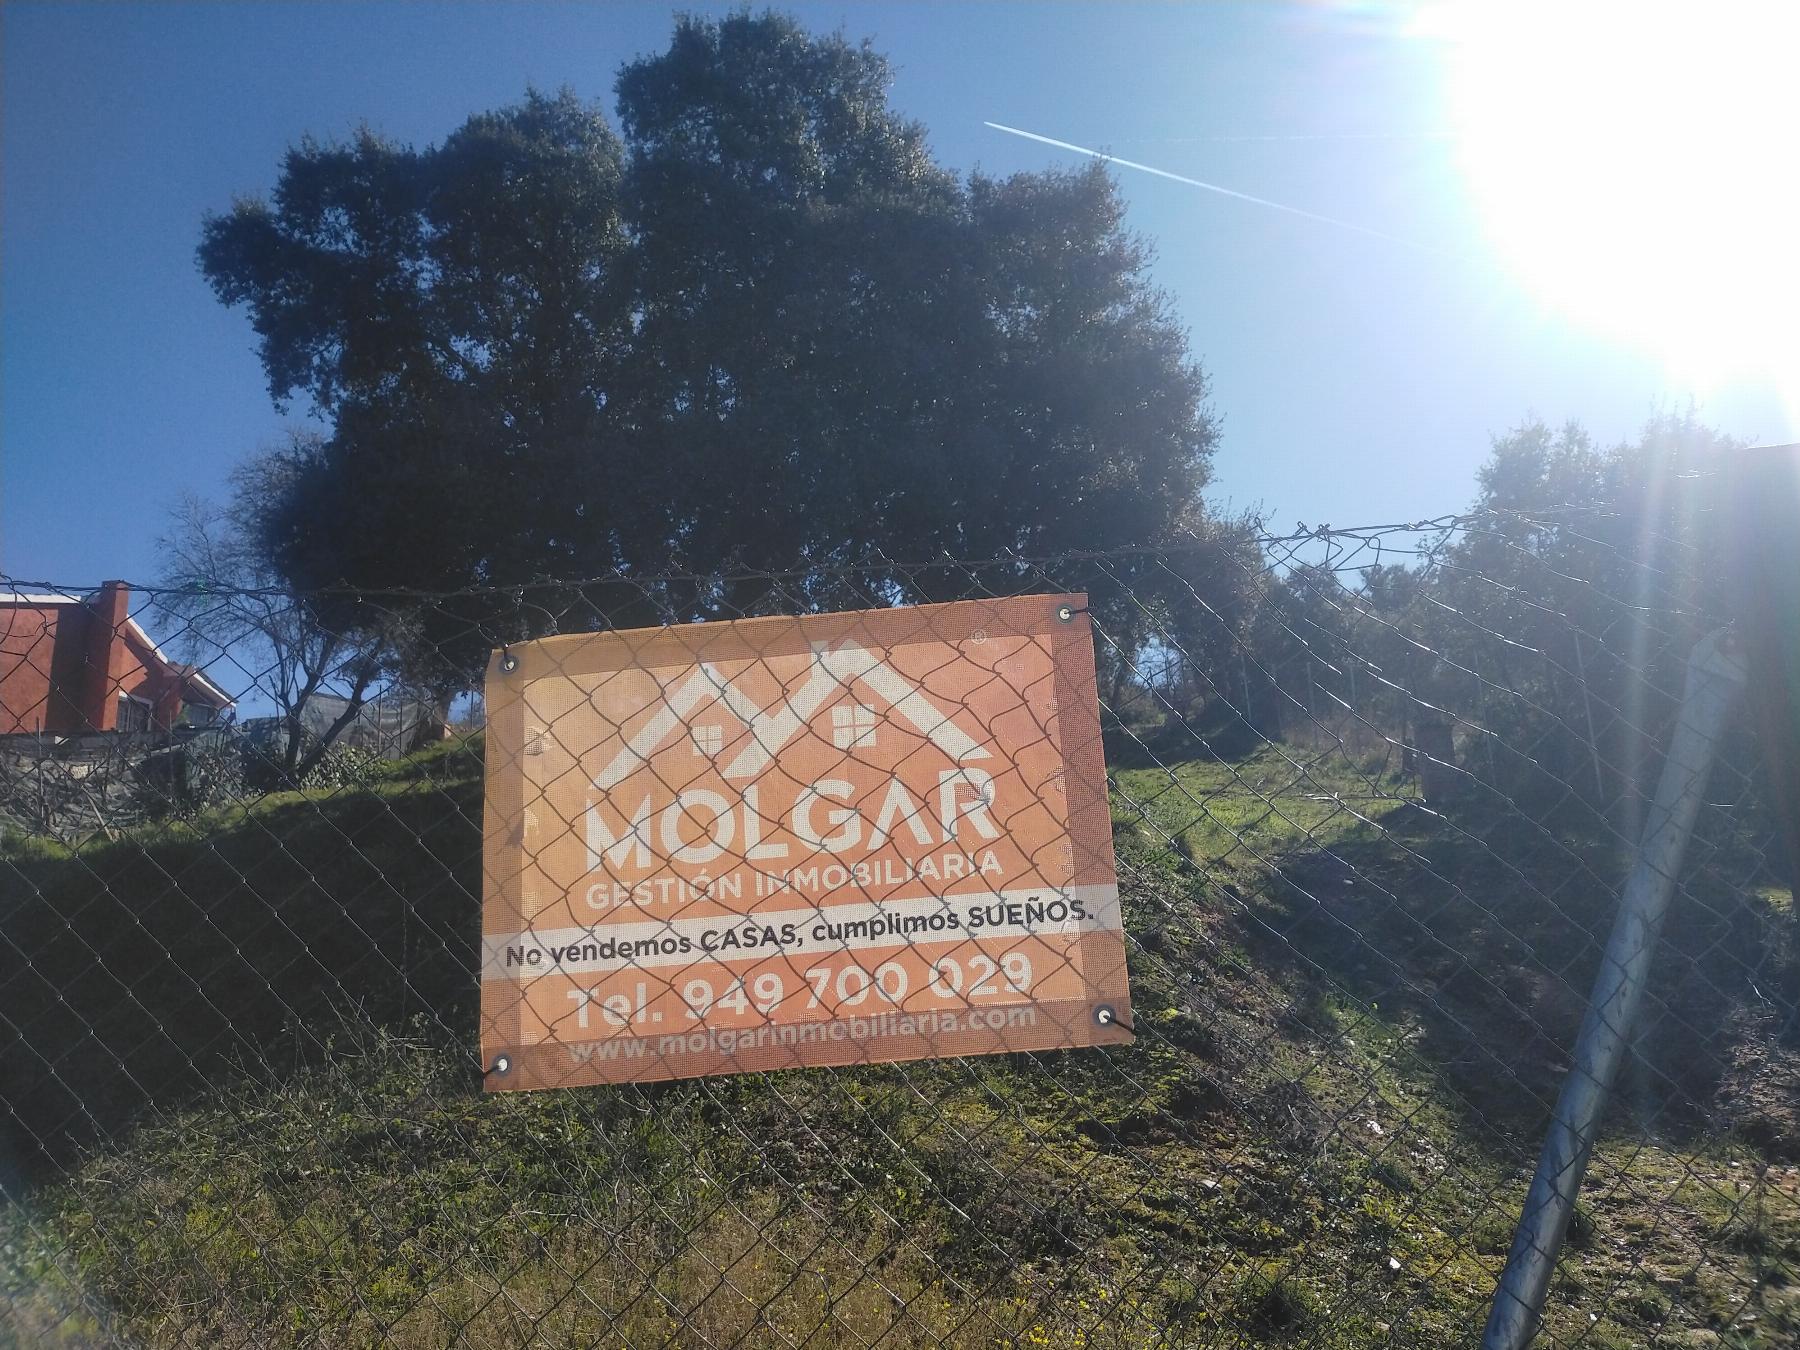 ®
MOLGAR
GESTIÓN INMOBILIARIA
No vendemos CASAS, cumplimos SUEÑOS.
Tel. 949 700 029
www.molgarinmobiliaria.com